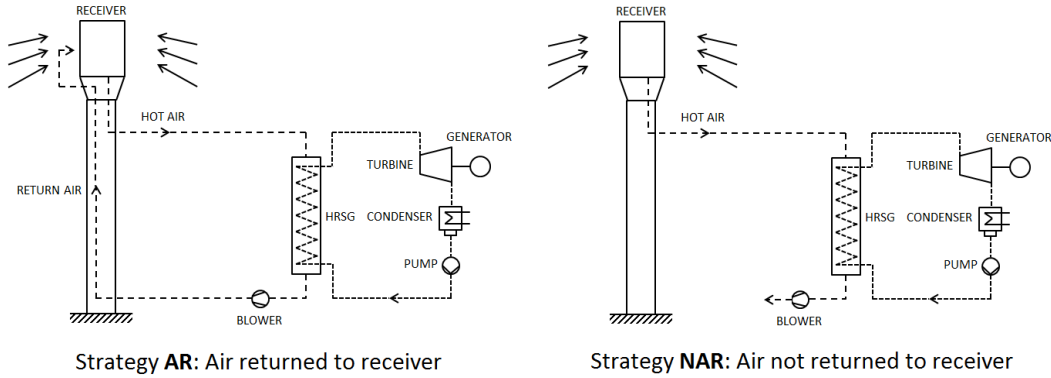 RECEIVER
HOT AIR
GENERATOR
TURBINE
RETURN AIR
HRSG
CONDENSER
PUMP
BLOWER
Strategy AR: Air returned to receiver
RECEIVER
HOT AIR
GENERATOR
TURBINE
HRSG
CONDENSER
PUMP
BLOWER
Strategy NAR: Air not returned to receiver